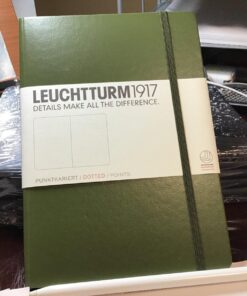 LEUCHTTURM1917
DETAILS MAKE ALL THE DIFFERENCE.
PUNKTKARIERT / DOTTED / POINTS